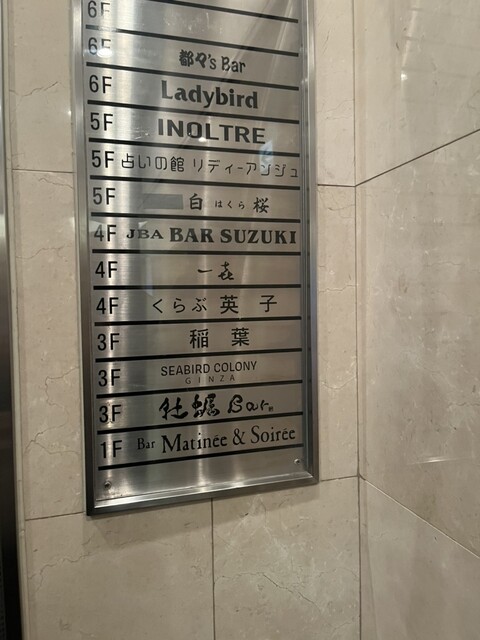 6F
6F 都々's Bar
6F Ladybird
5F INOLTRE
5F 占いの館 リディーアンジュ
5F 白 はくら 桜
4F JBA BAR SUZUKI
4F 一㐂
4F くらぶ 英子
3F 稲葉
3F SEABIRD COLONY
GINZA
3F 牡蠣 Bar
1F Bar Matinée & Soirée